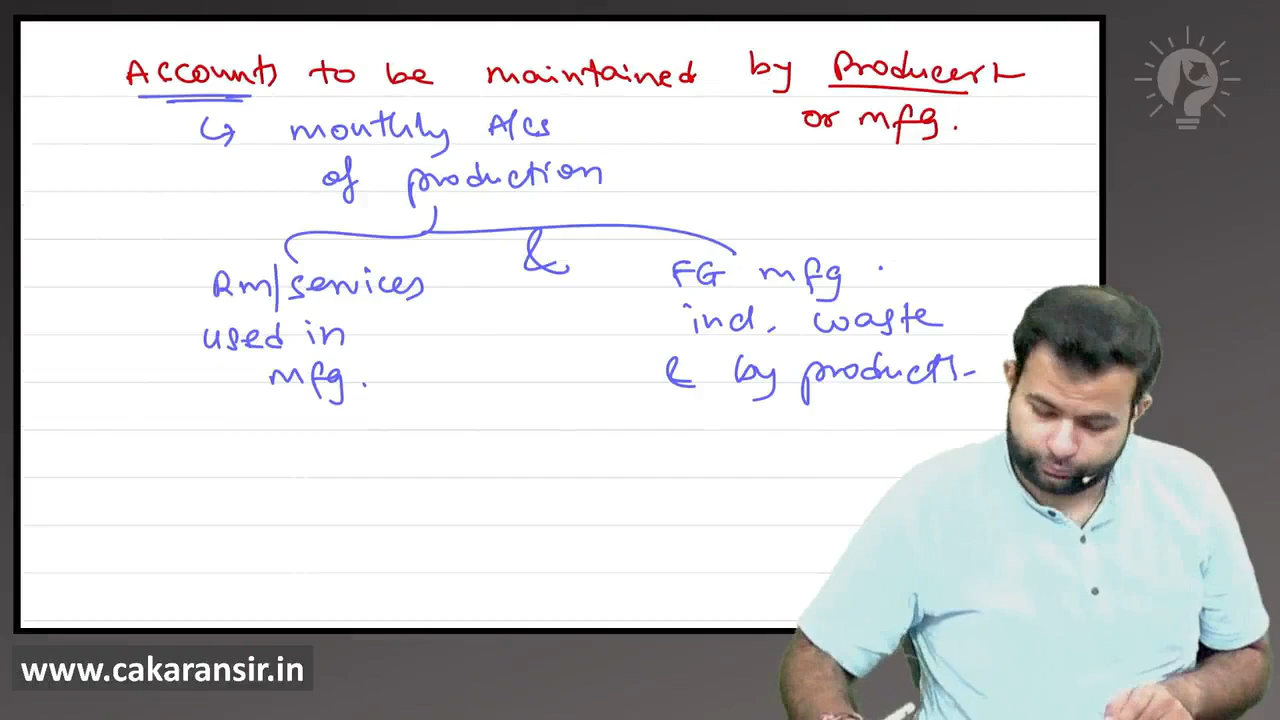 Accounts to be maintained by Producer
or mfg.
↳ monthly A/cs
of production
&
RM/services
used in
mfg.
FG mfg.
incl. waste
& by products.
www.cakaransir.in